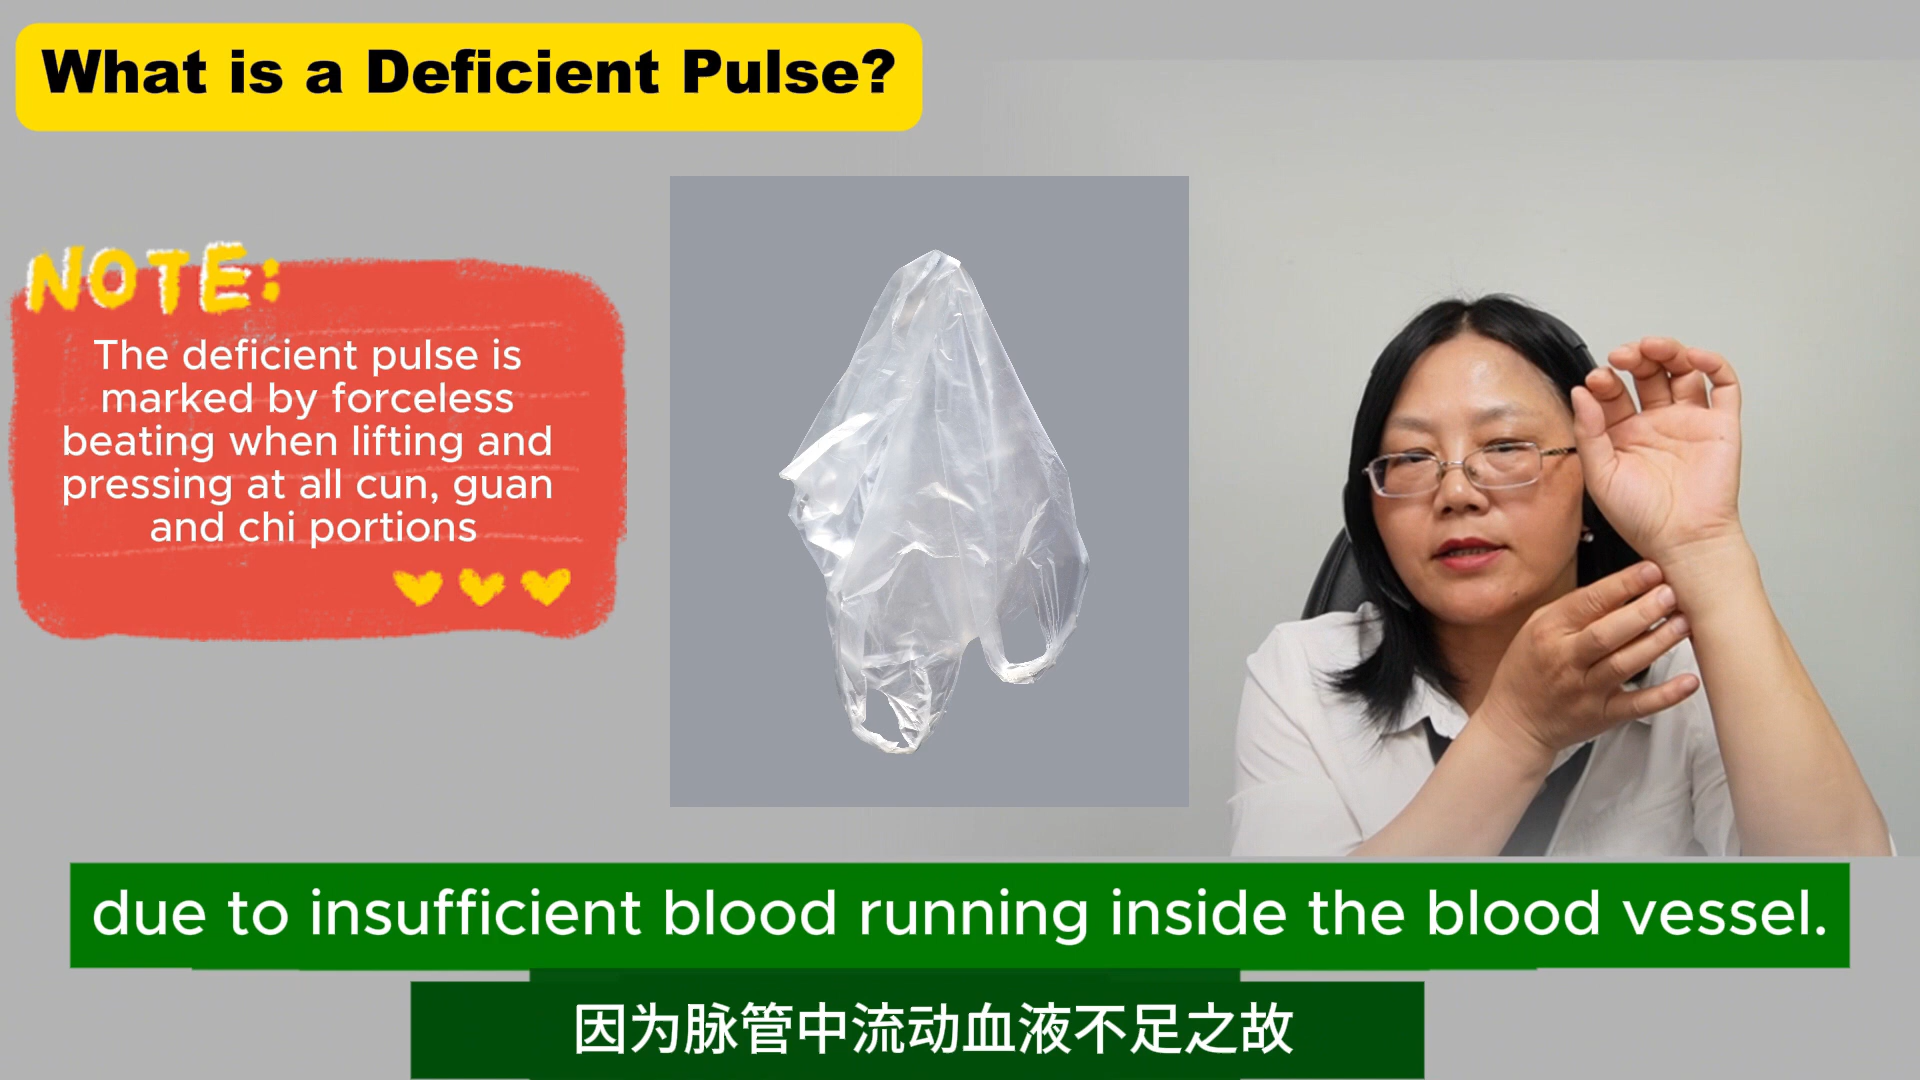 What is a Deficient Pulse?
NOTE:
The deficient pulse is
marked by forceless
beating when lifting and
pressing at all cun, guan
and chi portions
due to insufficient blood running inside the blood vessel.
因为脉管中流动血液不足之故